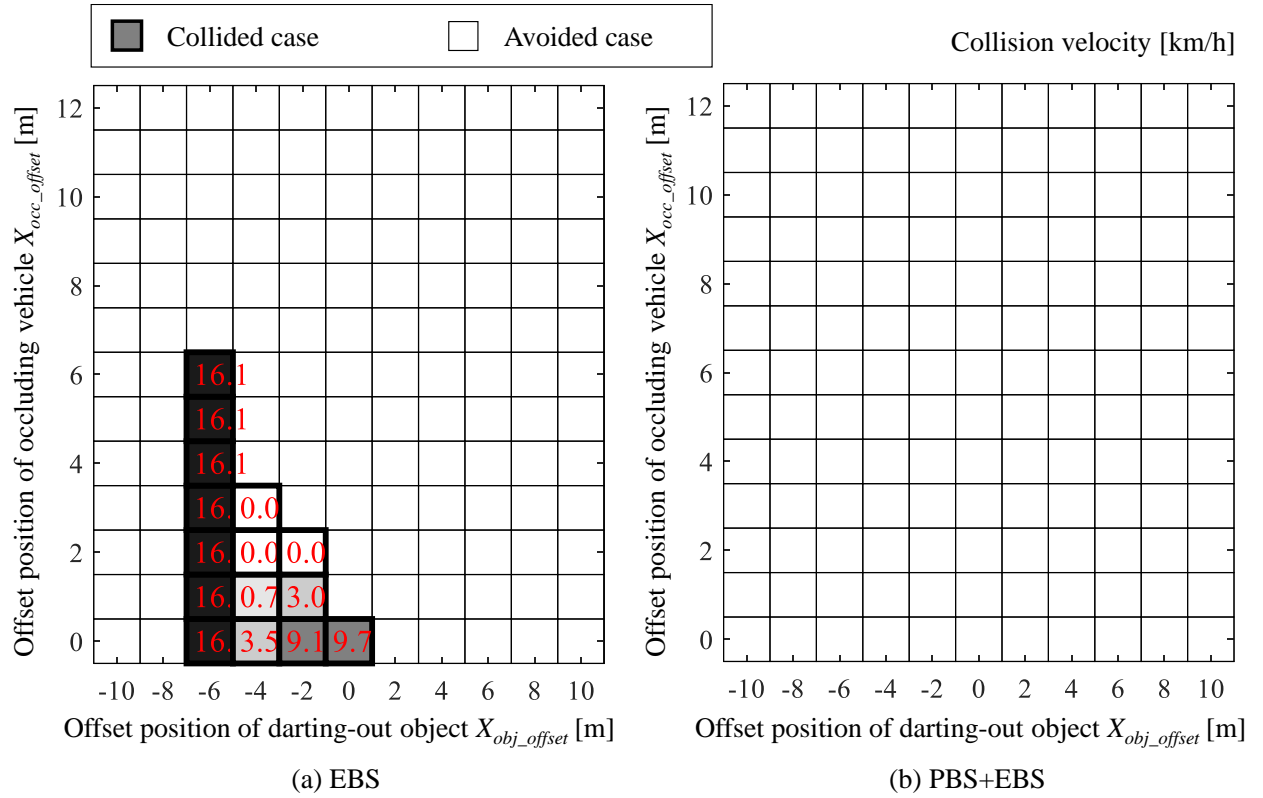 Collided case
Avoided case
Collision velocity [km/h]
Offset position of occluding vehicle X_occ_offset [m]
12
10
8
6
4
2
0
16.1
16.1
16.1
16. 0.0
16. 0.0 0.0
16. 0.7 3.0
16. 3.5 9.1 9.7
-10 -8 -6 -4 -2 0 2 4 6 8 10
Offset position of darting-out object X_obj_offset [m]
(a) EBS
Offset position of occluding vehicle X_occ_offset [m]
12
10
8
6
4
2
0
-10 -8 -6 -4 -2 0 2 4 6 8 10
Offset position of darting-out object X_obj_offset [m]
(b) PBS+EBS